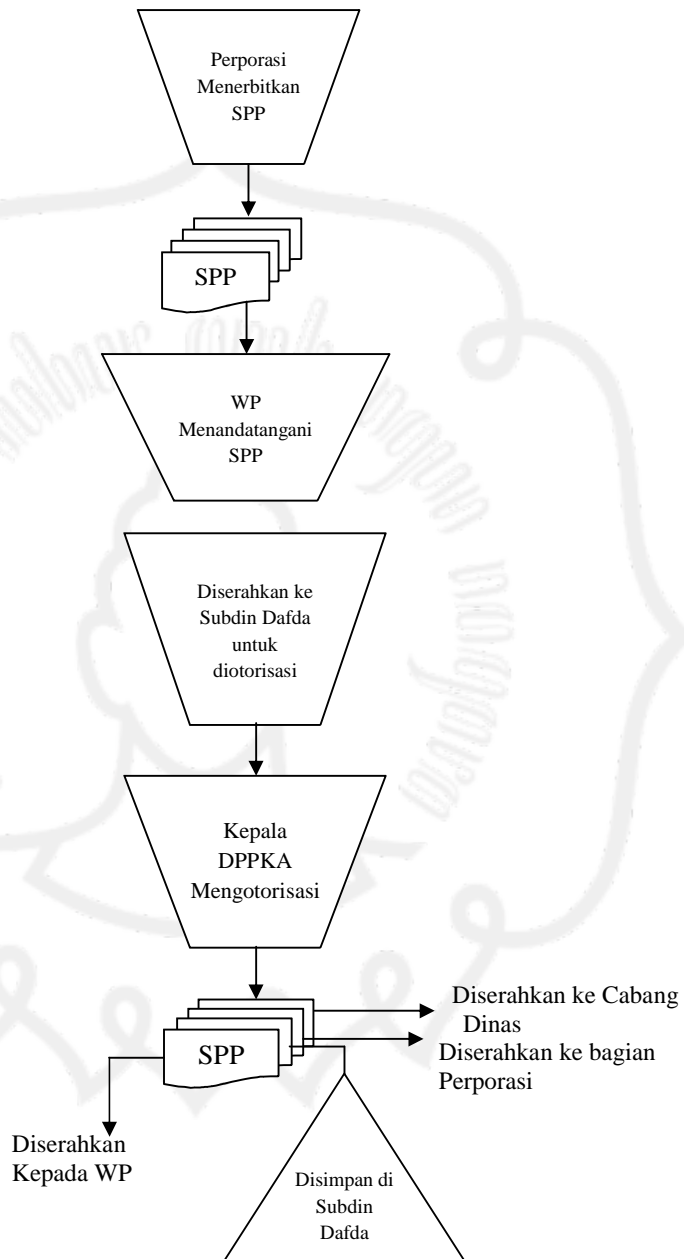 Perporasi
Menerbitkan
SPP
SPP
WP
Menandatangani
SPP
Diserahkan ke
Subdin Dafda
untuk
diotorisasi
Kepala
DPPKA
Mengotorisasi
SPP
Diserahkan ke Cabang
Dinas
Diserahkan ke bagian
Perporasi
Diserahkan
Kepada WP
Disimpan di
Subdin
Dafda